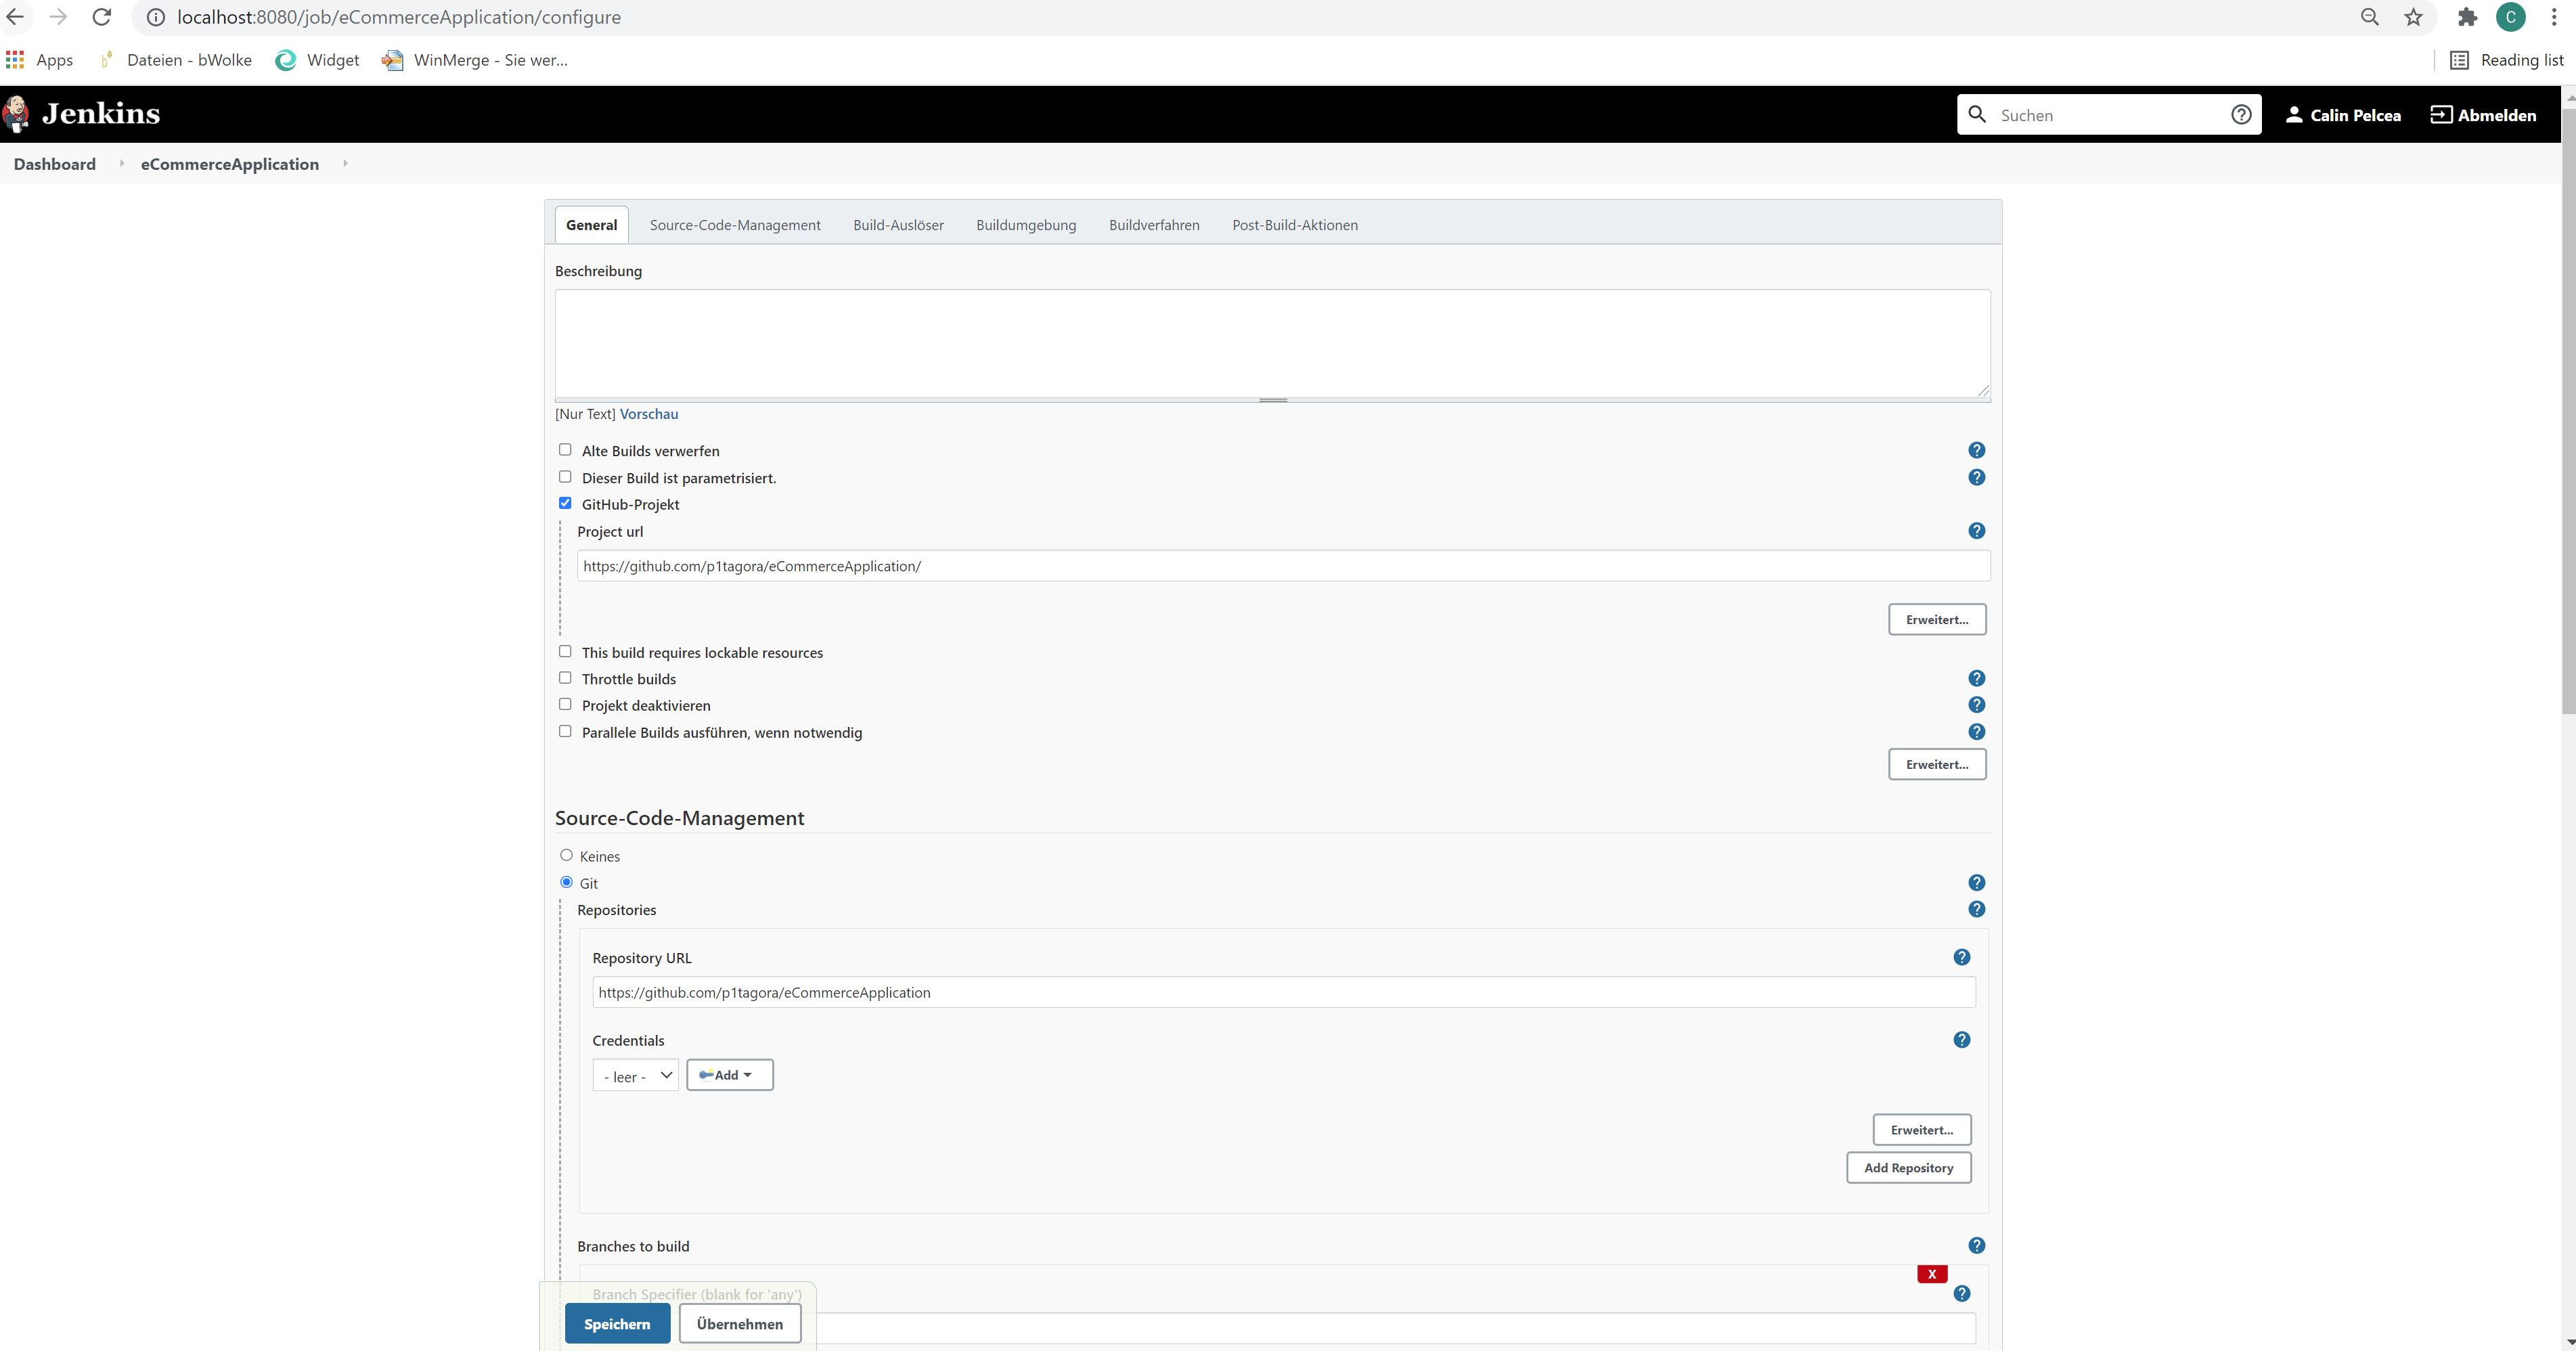 localhost:8080/job/eCommerceApplication/configure
C
Apps
Dateien - bWolke
Widget
WinMerge - Sie wer...
Reading list
Jenkins
Suchen
Calin Pelcea
Abmelden
Dashboard
eCommerceApplication
General
Source-Code-Management
Build-Auslöser
Buildumgebung
Buildverfahren
Post-Build-Aktionen
Beschreibung
[Nur Text] Vorschau
Alte Builds verwerfen
Dieser Build ist parametrisiert.
GitHub-Projekt
Project url
https://github.com/p1tagora/eCommerceApplication/
Erweitert...
This build requires lockable resources
Throttle builds
Projekt deaktivieren
Parallele Builds ausführen, wenn notwendig
Erweitert...
Source-Code-Management
Keines
Git
Repositories
Repository URL
https://github.com/p1tagora/eCommerceApplication
Credentials
- leer -
Add
Erweitert...
Add Repository
Branches to build
X
Branch Specifier (blank for 'any')
Speichern
Übernehmen